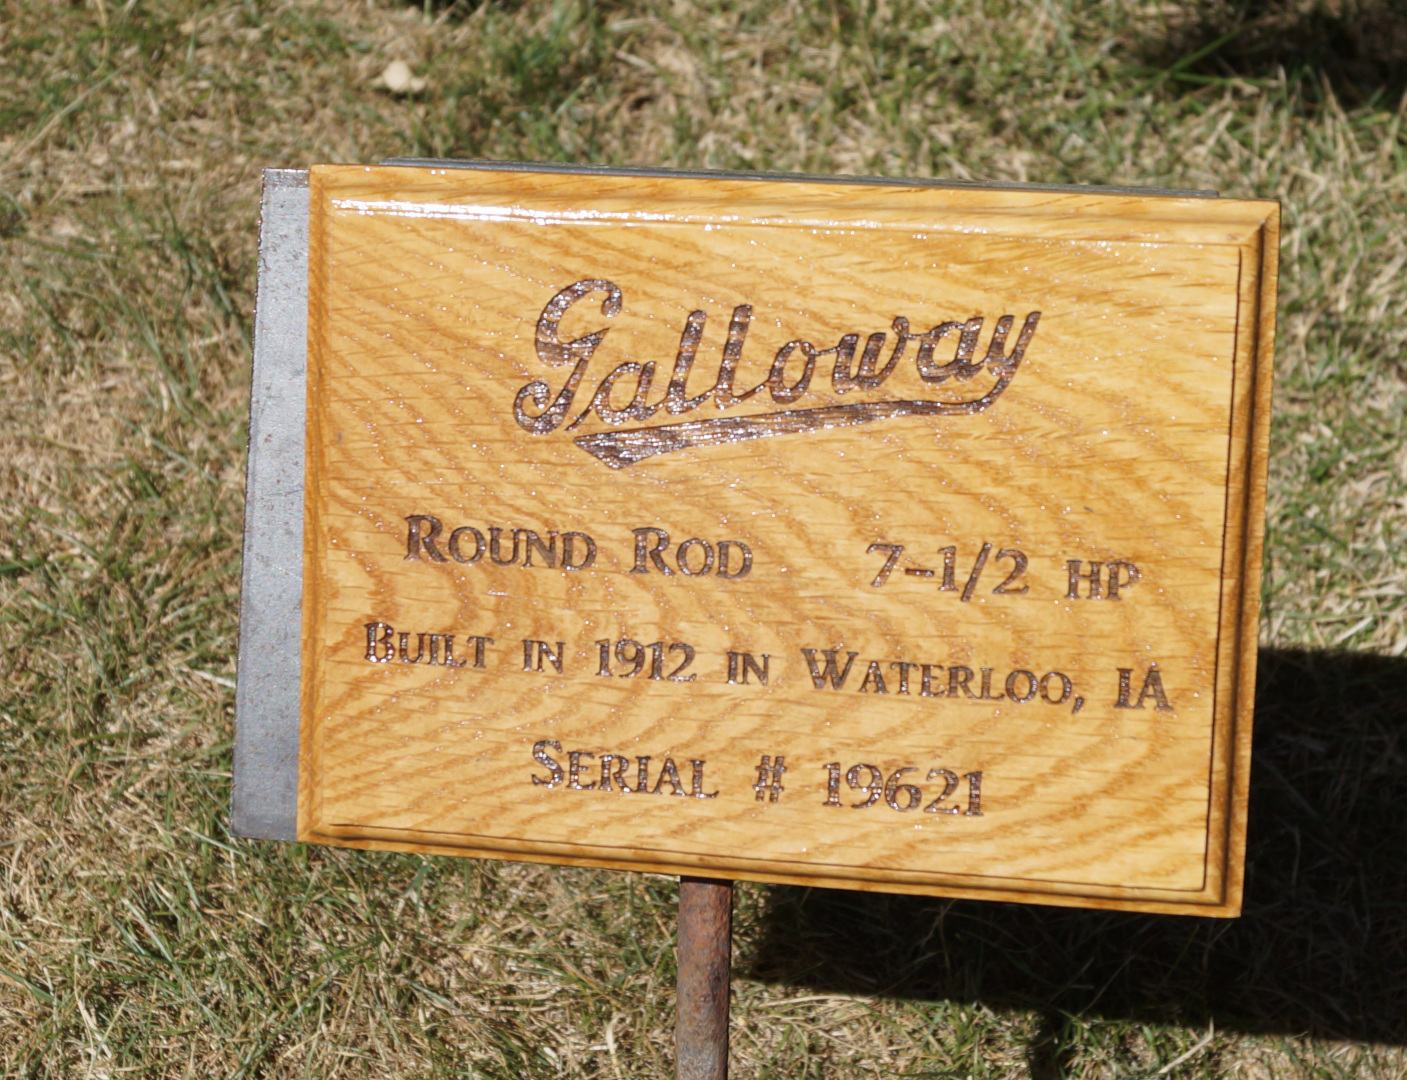 Galloway
Round Rod 7-1/2 HP
Built in 1912 in Waterloo, IA
Serial # 19621